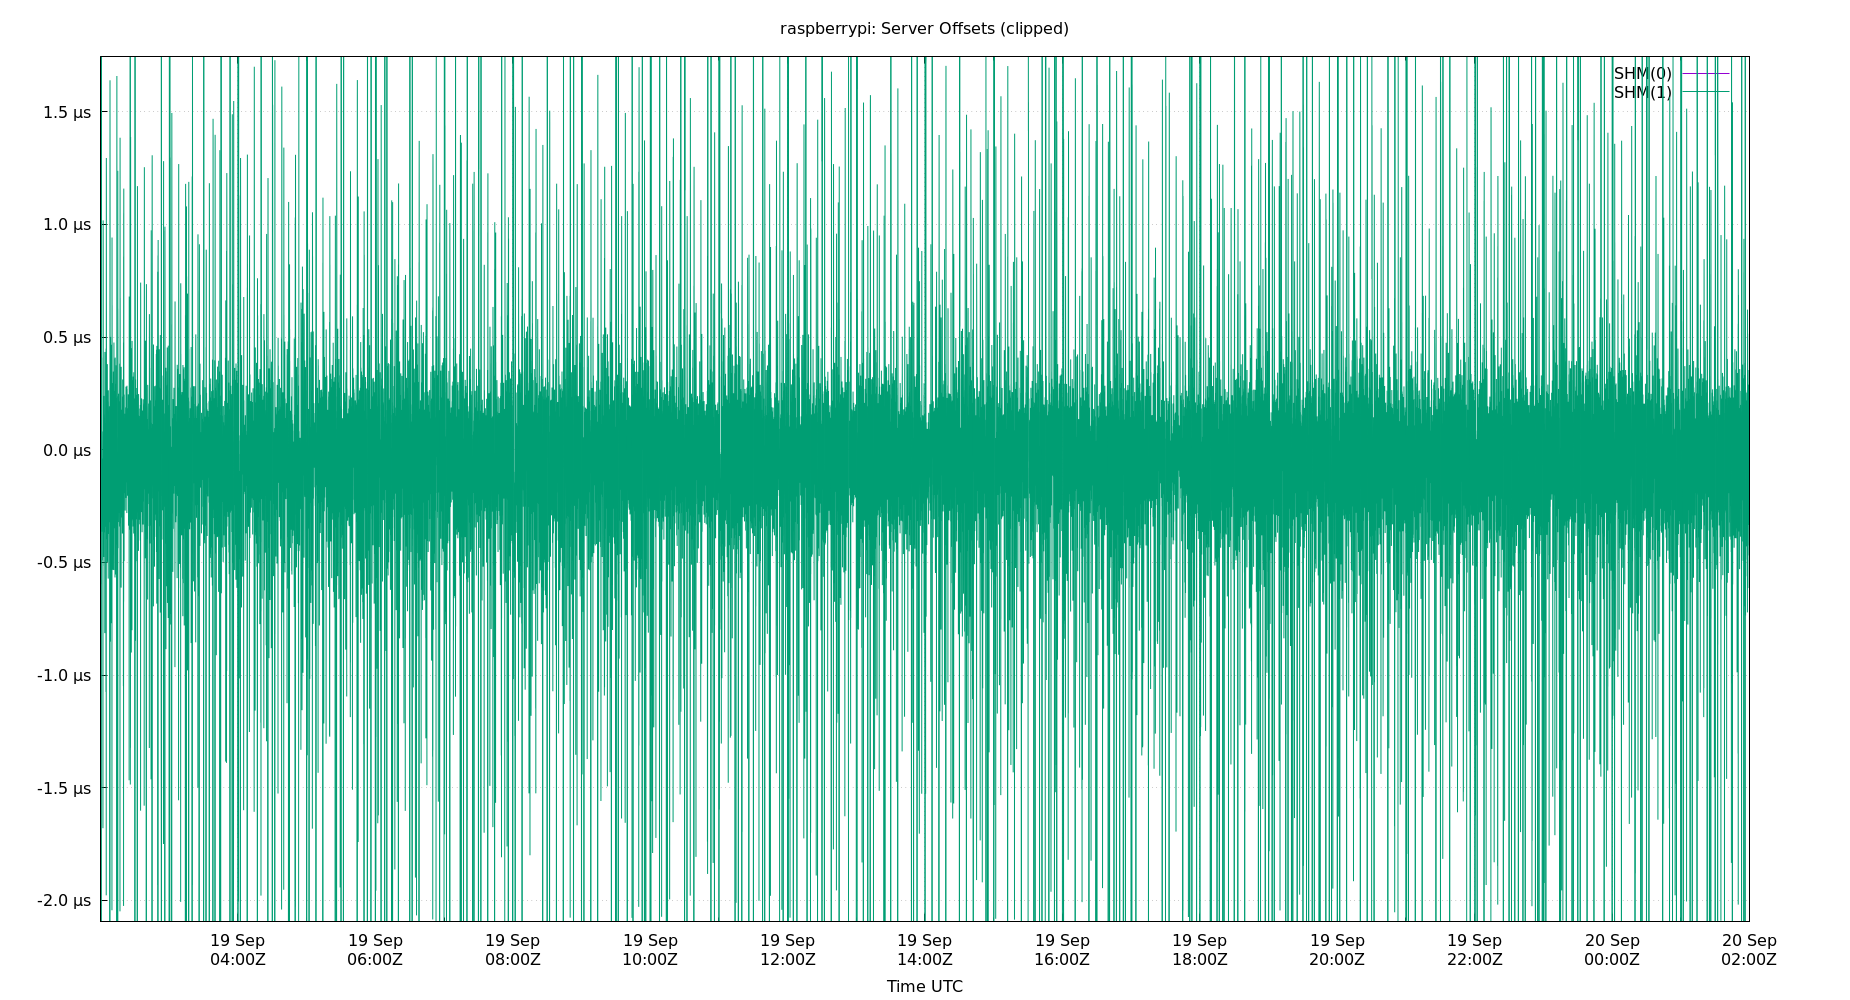 raspberrypi: Server Offsets (clipped)
SHM(0)
SHM(1)
1.5 µs
1.0 µs
0.5 µs
0.0 µs
-0.5 µs
-1.0 µs
-1.5 µs
-2.0 µs
19 Sep 19 Sep 19 Sep 19 Sep 19 Sep 19 Sep 19 Sep 19 Sep 19 Sep 19 Sep 20 Sep 20 Sep
04:00Z 06:00Z 08:00Z 10:00Z 12:00Z 14:00Z 16:00Z 18:00Z 20:00Z 22:00Z 00:00Z 02:00Z
Time UTC